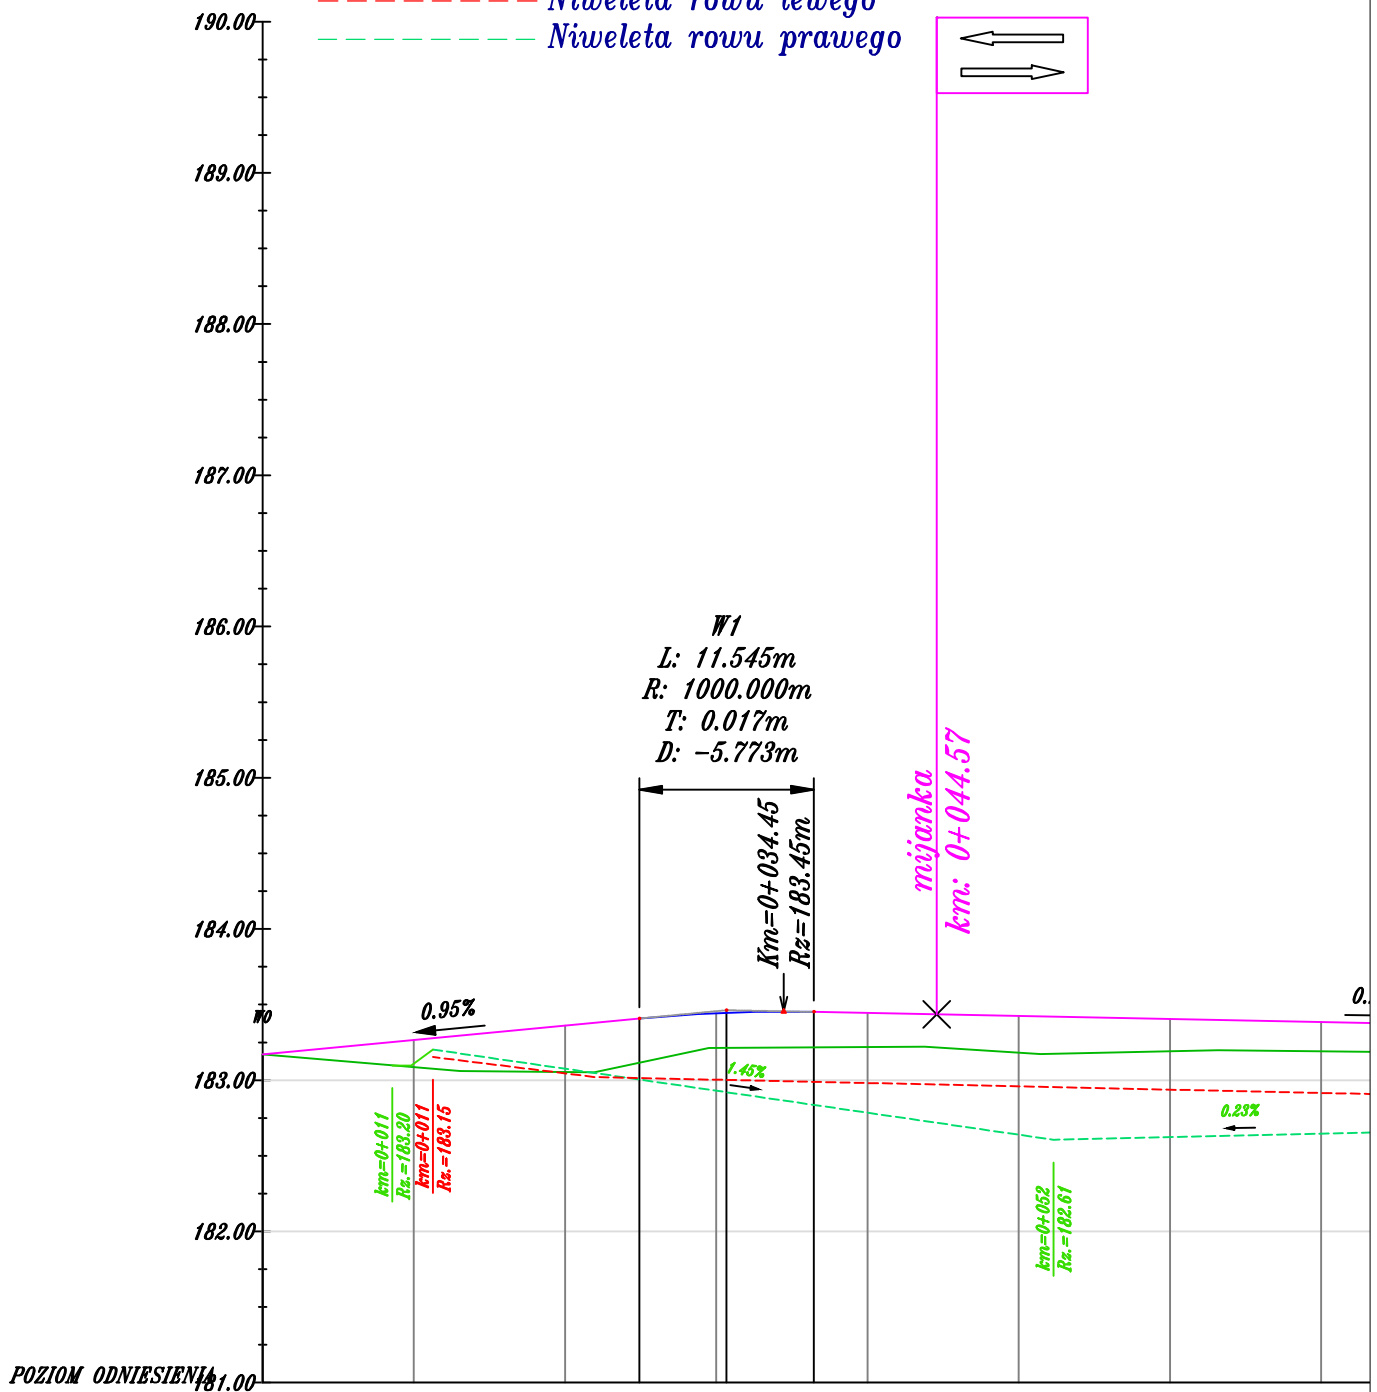 Niweleta rowu lewego
190.00
Niweleta rowu prawego
189.00
188.00
187.00
186.00
W1
L: 11.545m
R: 1000.000m
T: 0.017m
D: -5.773m
185.00
Km=0+034.45
Rz=183.45m
mijanka
km: 0+044.57
184.00
W0
0.95%
0.
183.00
1.45%
0.23%
km=0+011
Rz.=183.20
km=0+011
Rz.=183.15
km=0+052
Rz.=182.61
182.00
POZIOM ODNIESIENIA
181.00